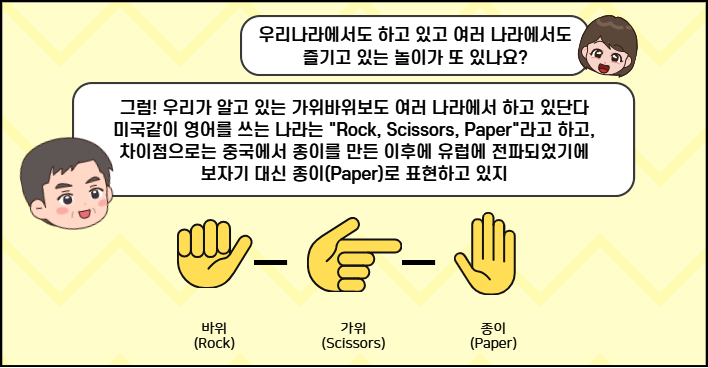 우리나라에서도 하고 있고 여러 나라에서도
즐기고 있는 놀이가 또 있나요?
그럼! 우리가 알고 있는 가위바위보도 여러 나라에서 하고 있단다
미국같이 영어를 쓰는 나라는 "Rock, Scissors, Paper"라고 하고,
차이점으로는 중국에서 종이를 만든 이후에 유럽에 전파되었기에
보자기 대신 종이(Paper)로 표현하고 있지
바위
(Rock)
가위
(Scissors)
종이
(Paper)